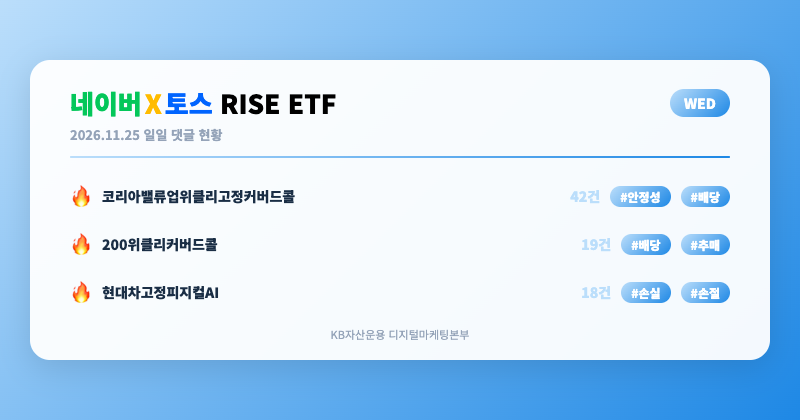 네이버 X 토스 RISE ETF
WED
2026.11.25 일일 댓글 현황
코리아밸류업위클리고정커버드콜 42건 #안정성 #배당
200위클리커버드콜 19건 #배당 #추매
현대차고정피지컬AI 18건 #손실 #손절
KB자산운용 디지털마케팅본부